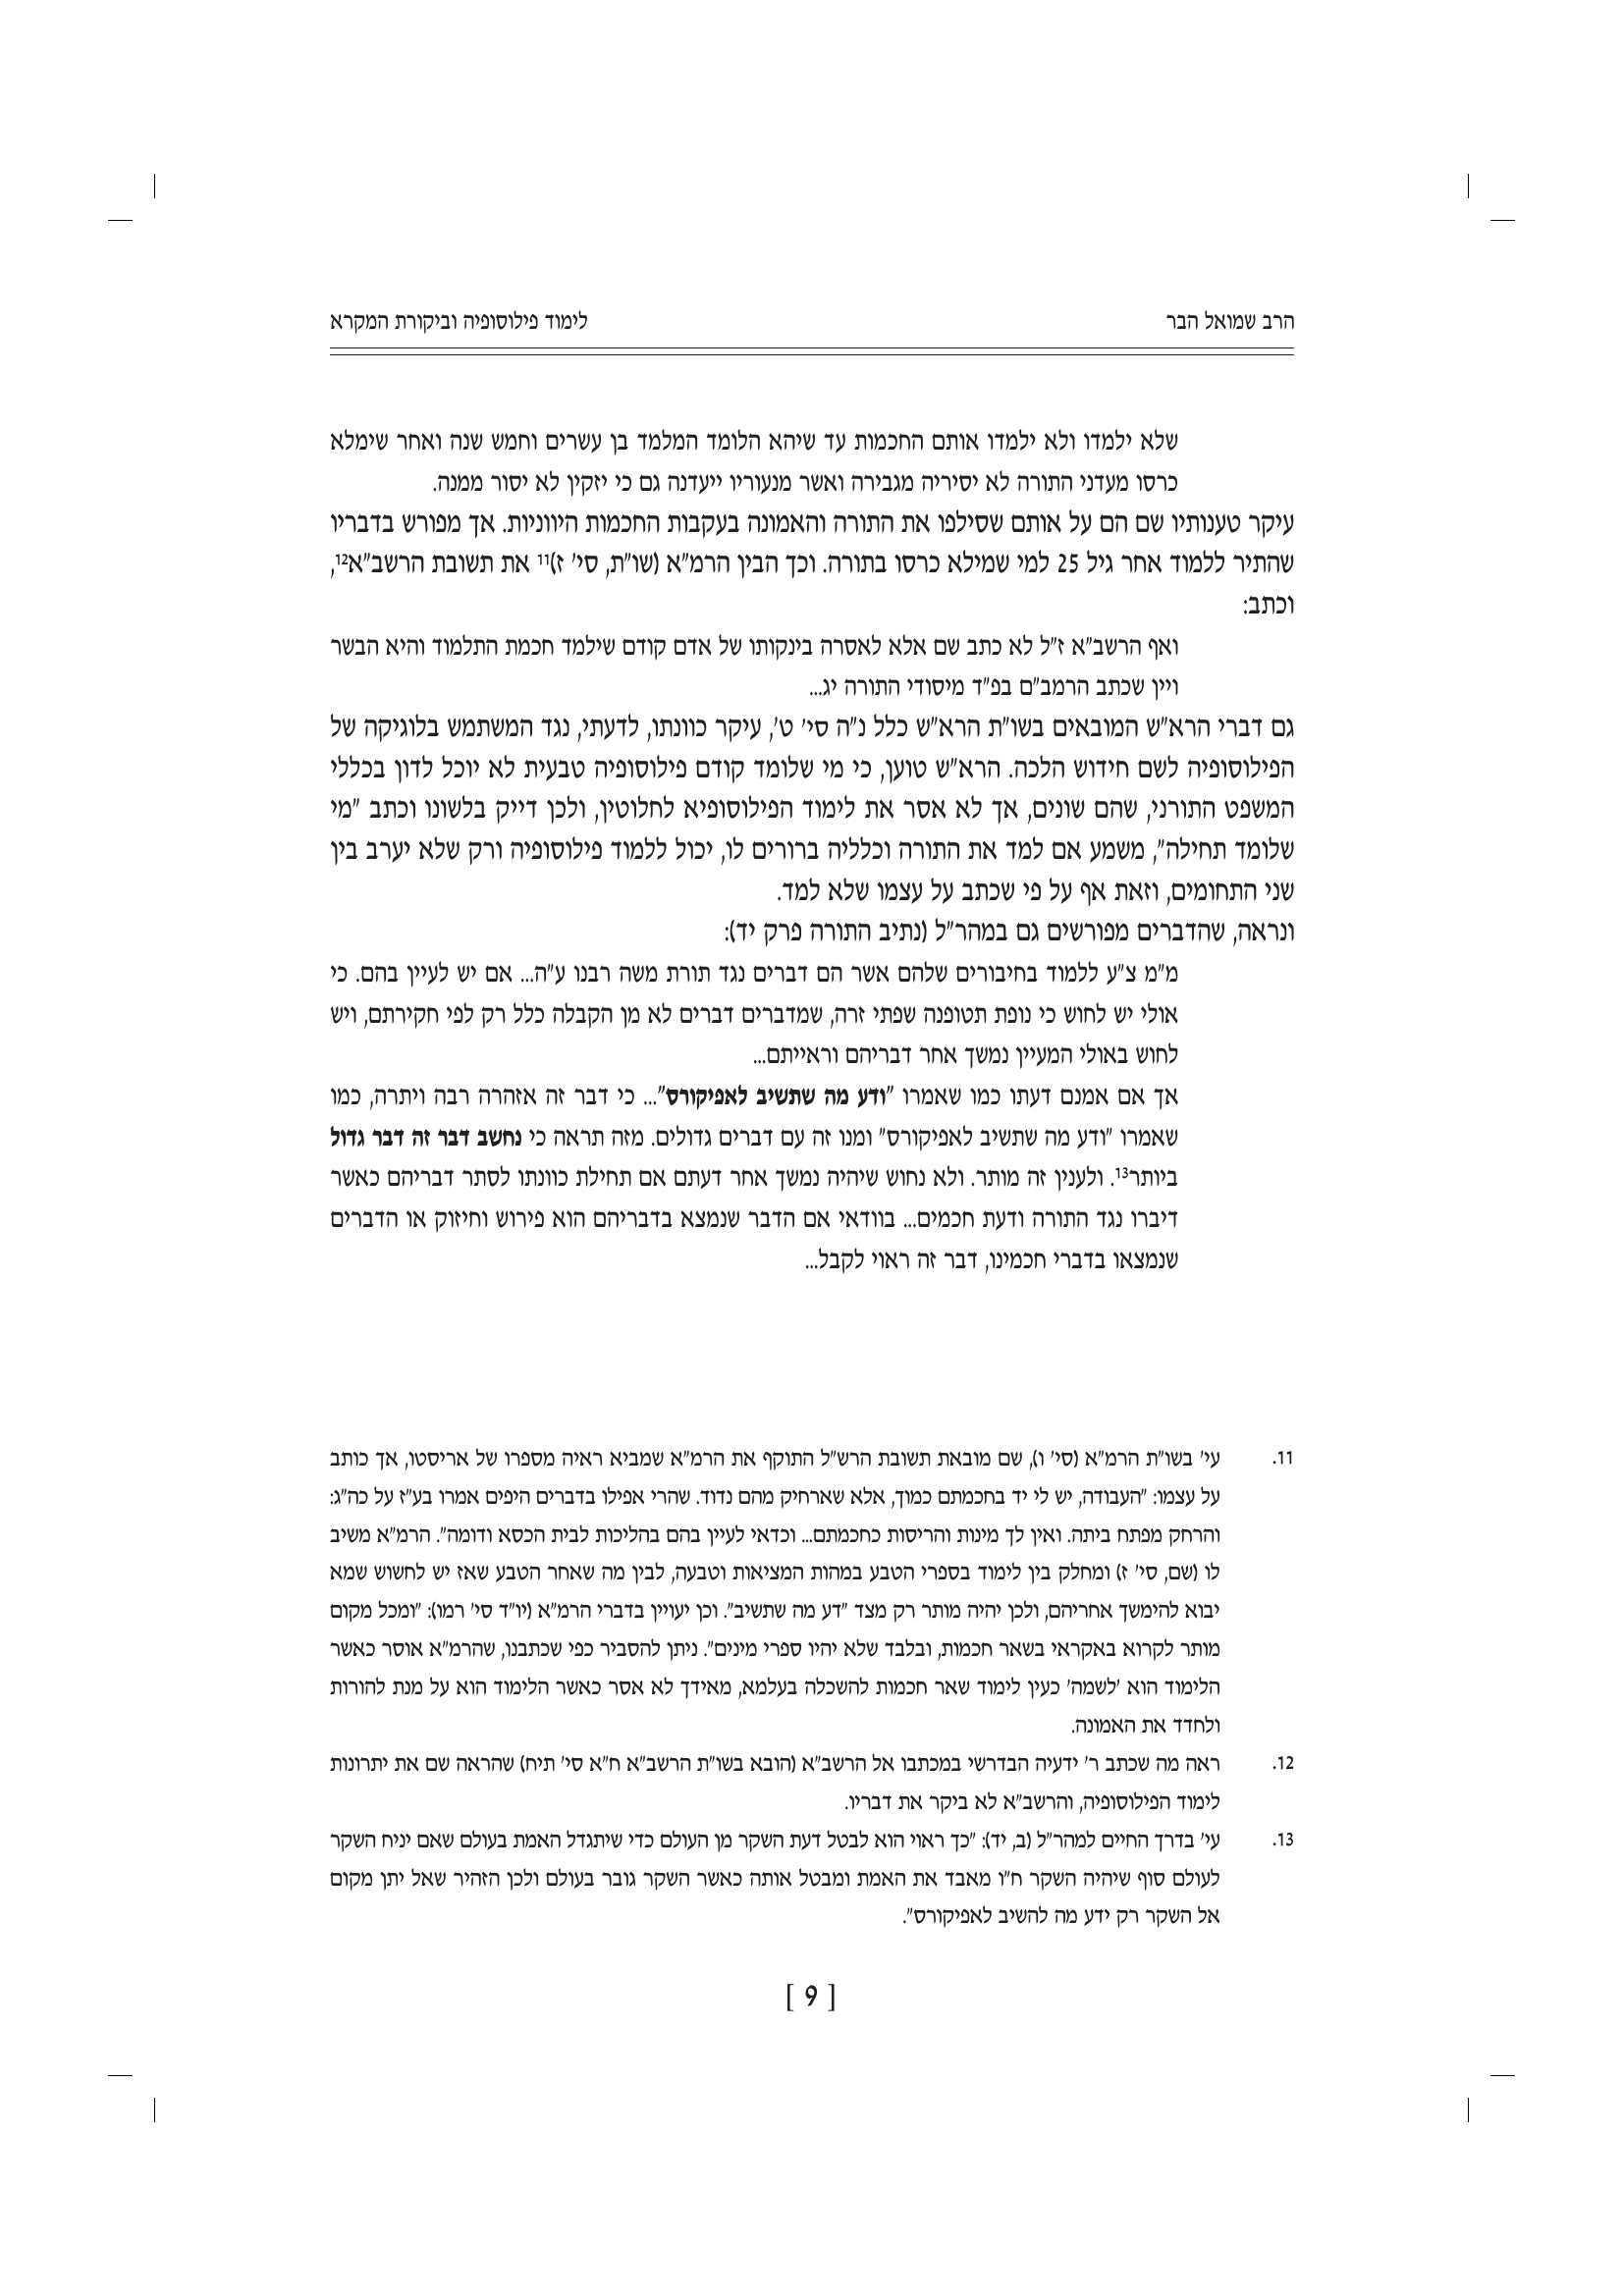 הרב שמואל הבר
לימוד פילוסופיה וביקורת המקרא
שלא ילמדו ולא ילמדו אותם החכמות עד שיהא הלומד המלמד בן עשרים וחמש שנה ואחר שימלא
כרסו מעדני התורה לא יסיריה מגבירה ואשר מנעוריו ייעדנה גם כי יזקין לא יסור ממנה.
עיקר טענותיו שם הם על אותם שסילפו את התורה והאמונה בעקבות החכמות היווניות. אך מפורש בדבריו
שהתיר ללמוד אחר גיל 25 למי שמילא כרסו בתורה. וכך הבין הרמ"א (שו"ת, סי' ז)11 את תשובת הרשב"א12,
וכתב:
ואף הרשב"א ז"ל לא כתב שם אלא לאסרה בינקותו של אדם קודם שילמד חכמת התלמוד והיא הבשר
ויין שכתב הרמב"ם בפ"ד מיסודי התורה יג...
גם דברי הרא"ש המובאים בשו"ת הרא"ש כלל נ"ה סי' ט', עיקר כוונתו, לדעתי, נגד המשתמש בלוגיקה של
הפילוסופיה לשם חידוש הלכה. הרא"ש טוען, כי מי שלומד קודם פילוסופיה טבעית לא יוכל לדון בכללי
המשפט התורני, שהם שונים, אך לא אסר את לימוד הפילוסופיא לחלוטין, ולכן דייק בלשונו וכתב "מי
שלומד תחילה", משמע אם למד את התורה וכלליה ברורים לו, יכול ללמוד פילוסופיה ורק שלא יערב בין
שני התחומים, וזאת אף על פי שכתב על עצמו שלא למד.
ונראה, שהדברים מפורשים גם במהר"ל (נתיב התורה פרק יד):
מ"מ צ"ע ללמוד בחיבורים שלהם אשר הם דברים נגד תורת משה רבנו ע"ה... אם יש לעיין בהם. כי
אולי יש לחוש כי נופת תטופנה שפתי זרה, שמדברים דברים לא מן הקבלה כלל רק לפי חקירתם, ויש
לחוש באולי המעיין נמשך אחר דבריהם וראייתם...
אך אם אמנם דעתו כמו שאמרו "ודע מה שתשיב לאפיקורס"... כי דבר זה אזהרה רבה ויתרה, כמו
שאמרו "ודע מה שתשיב לאפיקורס" ומנו זה עם דברים גדולים. מזה תראה כי נחשב דבר זה דבר גדול
ביותר13. ולענין זה מותר. ולא נחוש שיהיה נמשך אחר דעתם אם תחילת כוונתו לסתר דבריהם כאשר
דיברו נגד התורה ודעת חכמים... בוודאי אם הדבר שנמצא בדבריהם הוא פירוש וחיזוק או הדברים
שנמצאו בדברי חכמינו, דבר זה ראוי לקבל...
11. עי' בשו"ת הרמ"א (סי' ו), שם מובאת תשובת הרש"ל התוקף את הרמ"א שמביא ראיה מספרו של אריסטו, אך כותב
על עצמו: "העבודה, יש לי יד בחכמתם כמוך, אלא שארחיק מהם נדוד. שהרי אפילו בדברים היפים אמרו בע"ז על כה"ג:
והרחק מפתח ביתה. ואין לך מינות והריסות כחכמתם... וכדאי לעיין בהם בהליכות לבית הכסא ודומה". הרמ"א משיב
לו (שם, סי' ז) ומחלק בין לימוד בספרי הטבע במהות המציאות וטבעה, לבין מה שאחר הטבע שאז יש לחשוש שמא
יבוא להימשך אחריהם, ולכן יהיה מותר רק מצד "דע מה שתשיב". וכן יעויין בדברי הרמ"א (יו"ד סי' רמו): "ומכל מקום
מותר לקרוא באקראי בשאר חכמות, ובלבד שלא יהיו ספרי מינים". ניתן להסביר כפי שכתבנו, שהרמ"א אוסר כאשר
הלימוד הוא 'לשמה' כעין לימוד שאר חכמות להשכלה בעלמא, מאידך לא אסר כאשר הלימוד הוא על מנת להורות
ולחדד את האמונה.
12. ראה מה שכתב ר' ידעיה הבדרשי במכתבו אל הרשב"א (הובא בשו"ת הרשב"א ח"א סי' תיח) שהראה שם את יתרונות
לימוד הפילוסופיה, והרשב"א לא ביקר את דבריו.
13. עי' בדרך החיים למהר"ל (ב, יד): "כך ראוי הוא לבטל דעת השקר מן העולם כדי שיתגדל האמת בעולם שאם יניח השקר
לעולם סוף שיהיה השקר ח"ו מאבד את האמת ומבטל אותה כאשר השקר גובר בעולם ולכן הזהיר שאל יתן מקום
אל השקר רק ידע מה להשיב לאפיקורס".
[ 9 ]